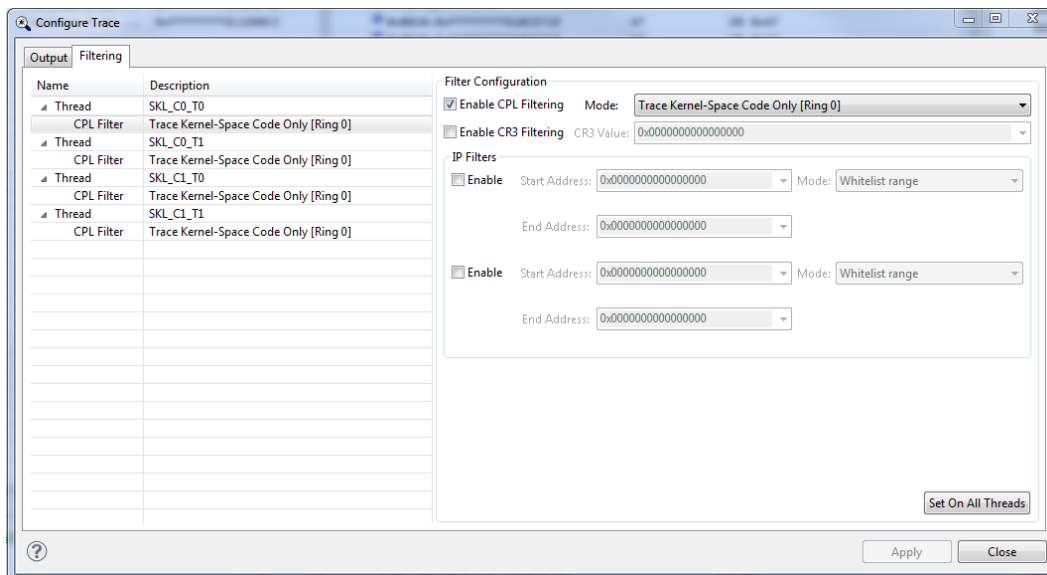 Configure Trace
Output Filtering
Name Description
Thread SKL_C0_T0
CPL Filter Trace Kernel-Space Code Only [Ring 0]
Thread SKL_C0_T1
CPL Filter Trace Kernel-Space Code Only [Ring 0]
Thread SKL_C1_T0
CPL Filter Trace Kernel-Space Code Only [Ring 0]
Thread SKL_C1_T1
CPL Filter Trace Kernel-Space Code Only [Ring 0]
Filter Configuration
Enable CPL Filtering Mode: Trace Kernel-Space Code Only [Ring 0]
Enable CR3 Filtering CR3 Value: 0x0000000000000000
IP Filters
Enable Start Address: 0x0000000000000000 Mode: Whitelist range
End Address: 0x0000000000000000
Enable Start Address: 0x0000000000000000 Mode: Whitelist range
End Address: 0x0000000000000000
Set On All Threads
? Apply Close